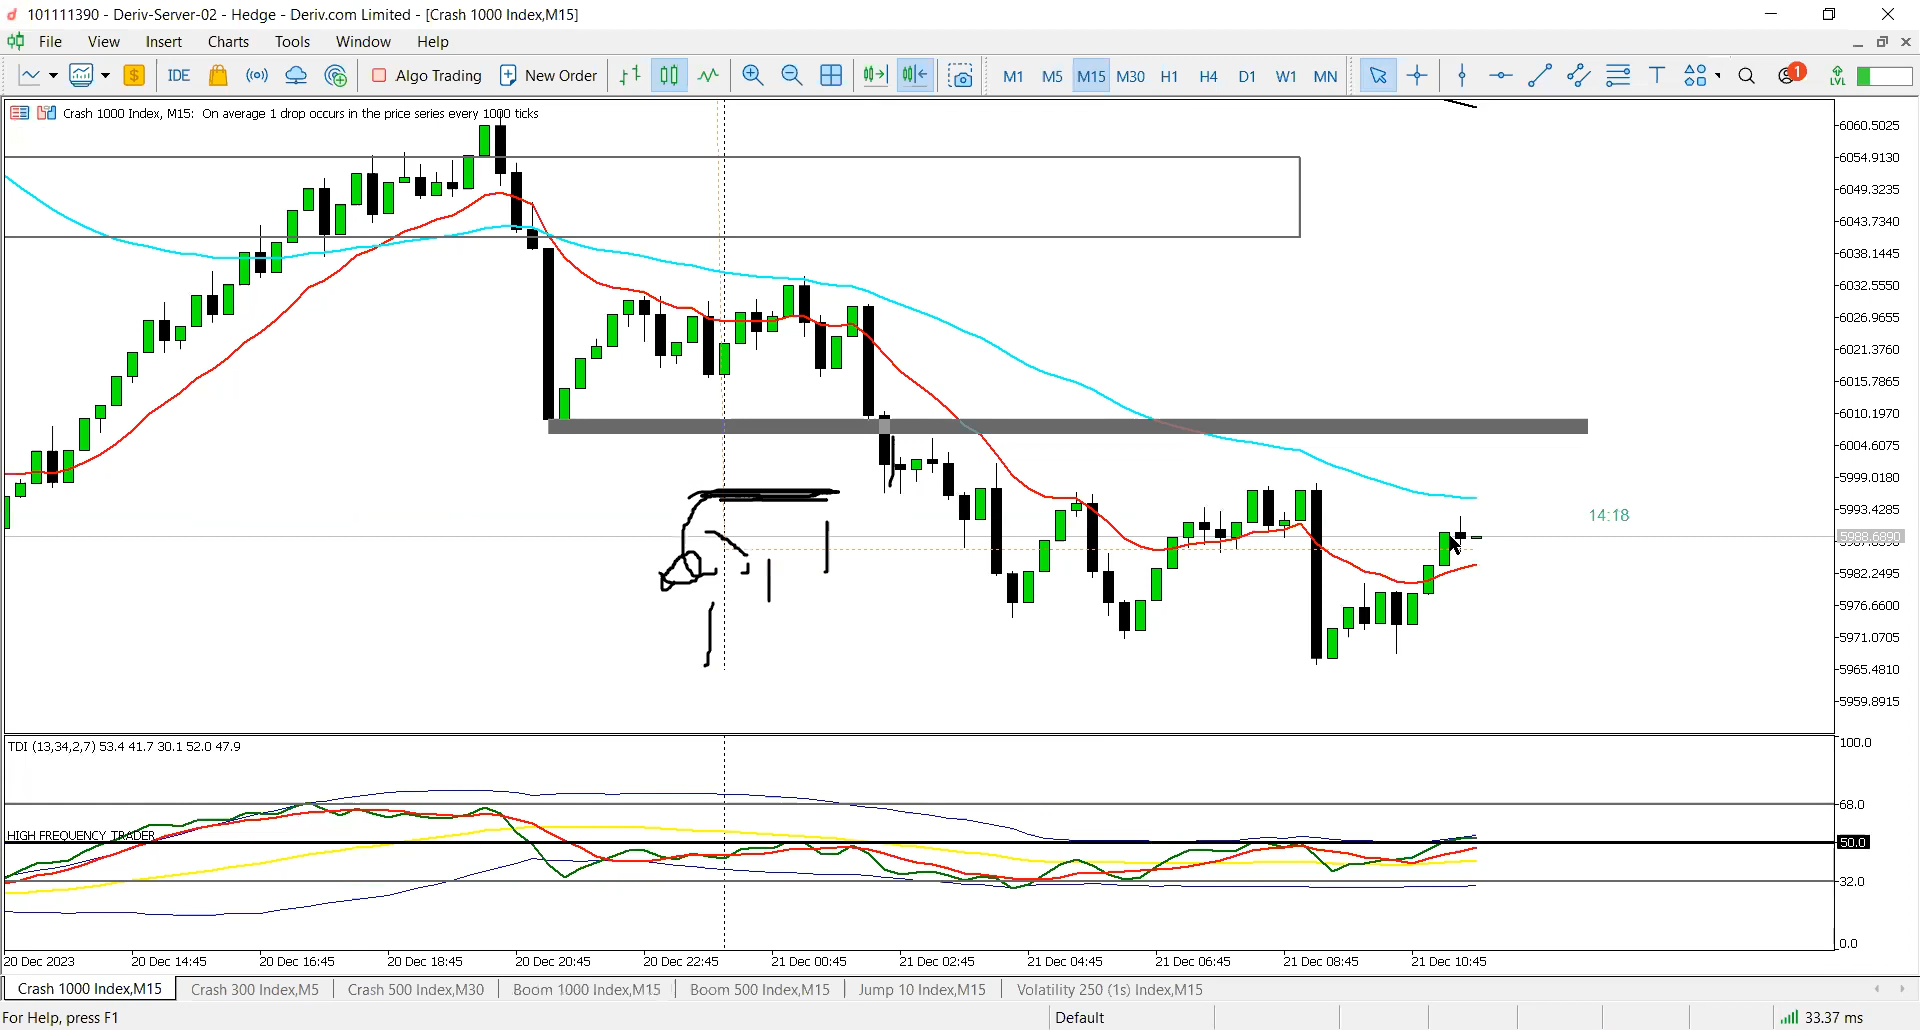 101111390 - Deriv-Server-02 - Hedge - Deriv.com Limited - [Crash 1000 Index,M15]
File View Insert Charts Tools Window Help
IDE Algo Trading New Order M1 M5 M15 M30 H1 H4 D1 W1 MN T 1 LVL
Crash 1000 Index, M15: On average 1 drop occurs in the price series every 1000 ticks
6060.5025
6054.9130
6049.3235
6043.7340
6038.1445
6032.5550
6026.9655
6021.3760
6015.7865
6010.1970
6004.6075
5999.0180
5993.4285
14:18
5988.6890
5982.2495
5976.6600
5971.0705
5965.4810
5959.8915
TDI (13,34,2,7) 53.4 41.7 30.1 52.0 47.9
100.0
68.0
HIGH FREQUENCY TRADER
50.0
32.0
0.0
20 Dec 2023 20 Dec 14:45 20 Dec 16:45 20 Dec 18:45 20 Dec 20:45 20 Dec 22:45 21 Dec 00:45 21 Dec 02:45 21 Dec 04:45 21 Dec 06:45 21 Dec 08:45 21 Dec 10:45
Crash 1000 Index,M15 Crash 300 Index,M5 Crash 500 Index,M30 Boom 1000 Index,M15 Boom 500 Index,M15 Jump 10 Index,M15 Volatility 250 (1s) Index,M15
For Help, press F1 Default 33.37 ms